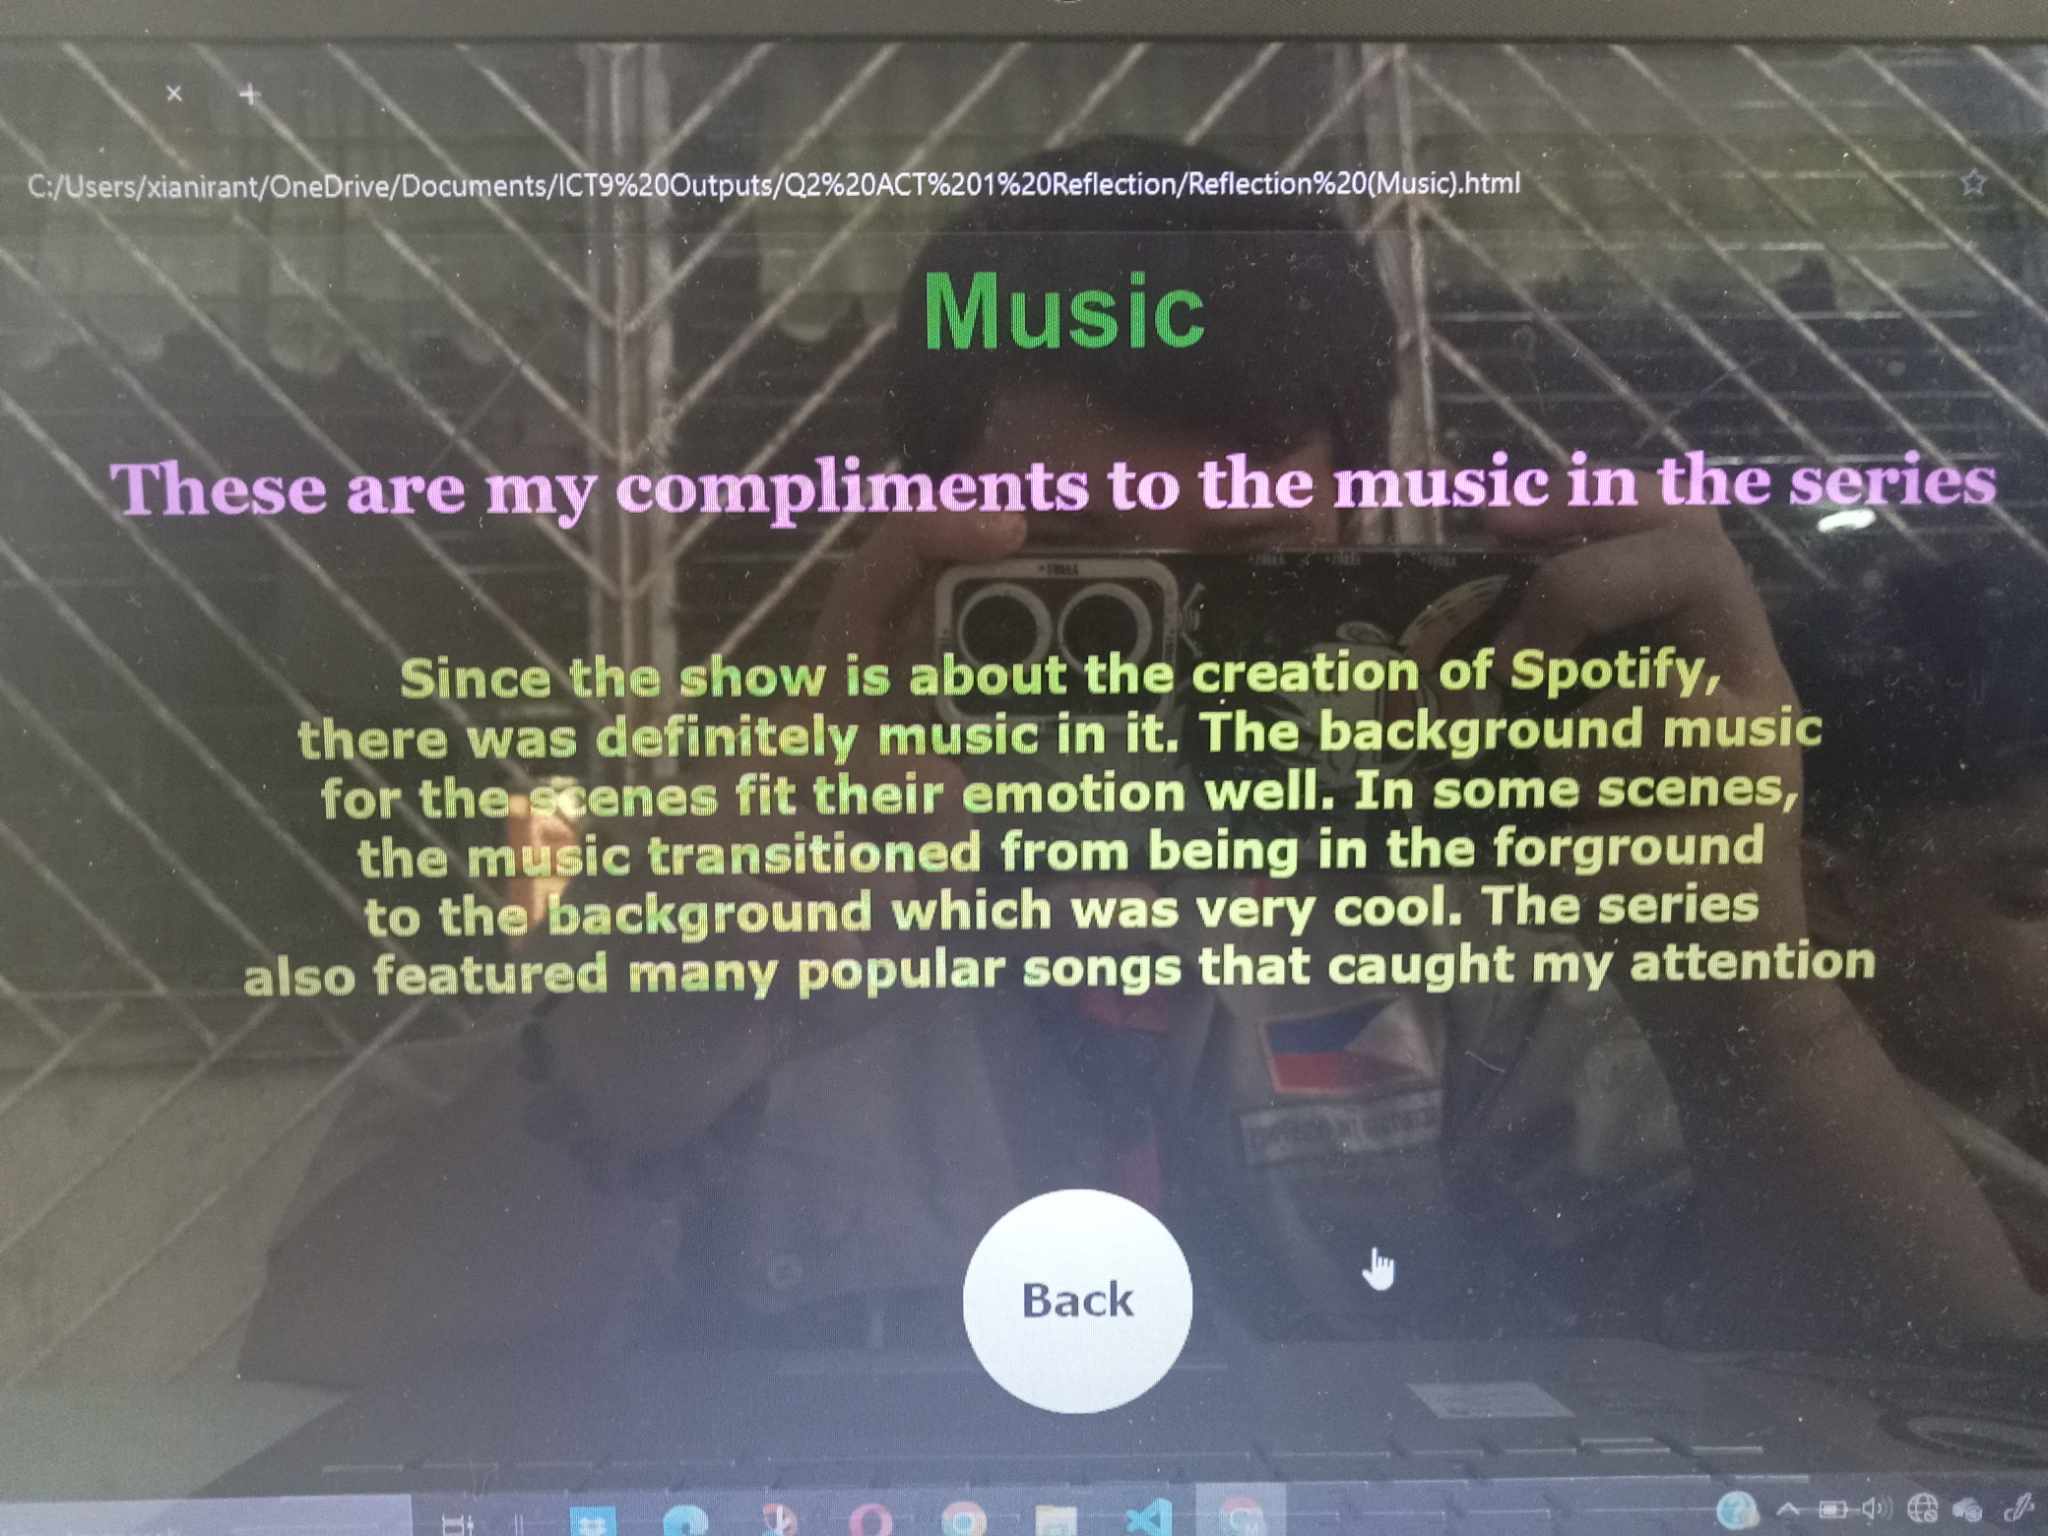 C:/Users/xianirant/OneDrive/Documents/ICT9%20Outputs/Q2%20ACT%201%20Reflection/Reflection%20(Music).html
Music
These are my compliments to the music in the series
Since the show is about the creation of Spotify,
there was definitely music in it. The background music
for the scenes fit their emotion well. In some scenes,
the music transitioned from being in the forground
to the background which was very cool. The series
also featured many popular songs that caught my attention
Back